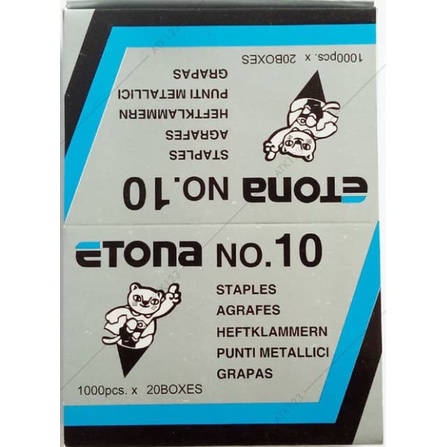 1000pcs. x 20BOXES
GRAPAS
PUNTI METALLICI
HEFTKLAMMERN
AGRAFES
STAPLES
ETONA NO.10
ETONA NO.10
STAPLES
AGRAFES
HEFTKLAMMERN
PUNTI METALLICI
GRAPAS
1000pcs. x 20BOXES